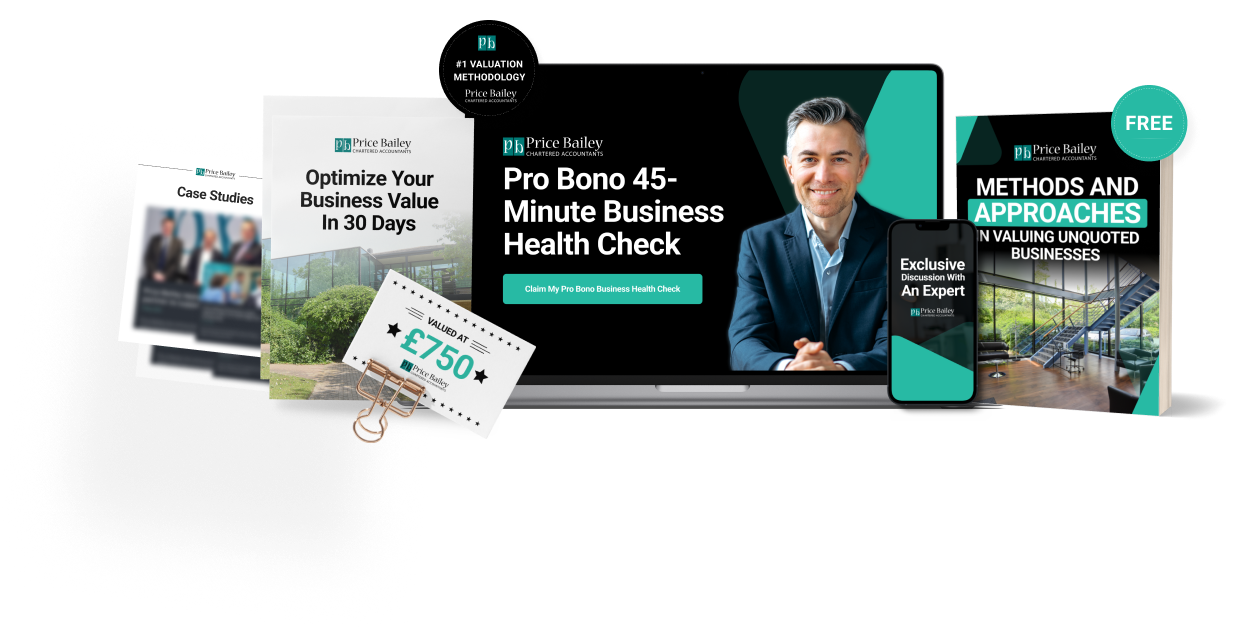 Price Bailey
Case Studies
pb Price Bailey
CHARTERED ACCOUNTANTS
Optimize Your
Business Value
In 30 Days
VALUED AT
£750
Price Bailey
CHARTERED ACCOUNTANTS
pb
#1 VALUATION
METHODOLOGY
Price Bailey
CHARTERED ACCOUNTANTS
pb Price Bailey
CHARTERED ACCOUNTANTS
Pro Bono 45-
Minute Business
Health Check
Claim My Pro Bono Business Health Check
Exclusive
Discussion With
An Expert
pb Price Bailey
FREE
pb Price Bailey
CHARTERED ACCOUNTANTS
METHODS AND
APPROACHES
IN VALUING UNQUOTED
BUSINESSES